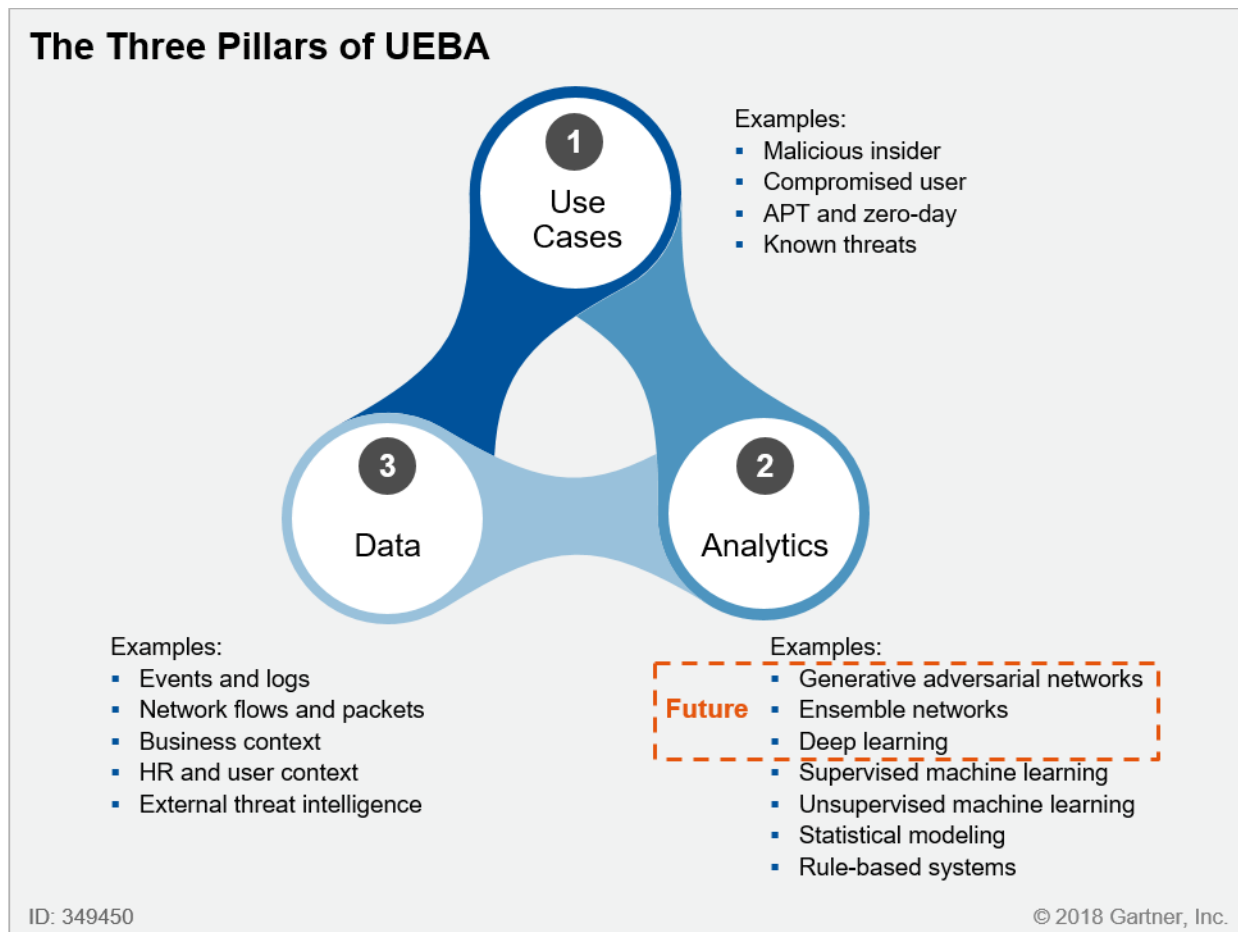 The Three Pillars of UEBA
1
Use
Cases
Examples:
▪ Malicious insider
▪ Compromised user
▪ APT and zero-day
▪ Known threats
3
Data
2
Analytics
Examples:
▪ Events and logs
▪ Network flows and packets
▪ Business context
▪ HR and user context
▪ External threat intelligence
Examples:
Future
▪ Generative adversarial networks
▪ Ensemble networks
▪ Deep learning
▪ Supervised machine learning
▪ Unsupervised machine learning
▪ Statistical modeling
▪ Rule-based systems
ID: 349450
© 2018 Gartner, Inc.